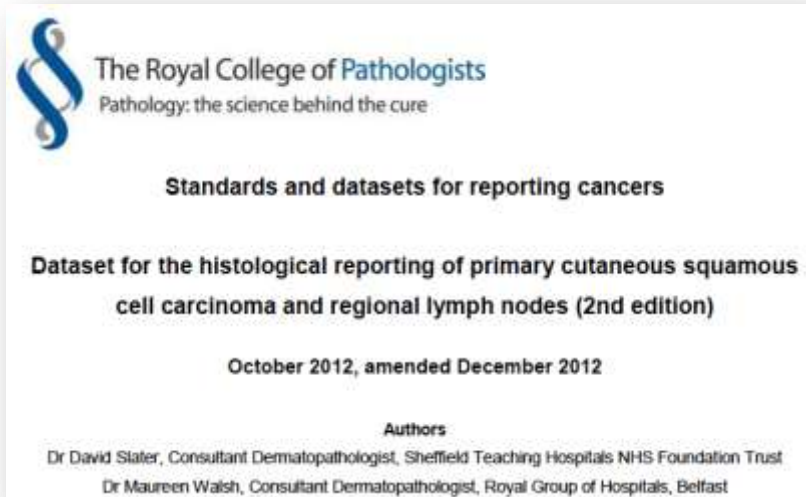 The Royal College of Pathologists
Pathology: the science behind the cure
Standards and datasets for reporting cancers
Dataset for the histological reporting of primary cutaneous squamous
cell carcinoma and regional lymph nodes (2nd edition)
October 2012, amended December 2012
Authors
Dr David Slater, Consultant Dermatopathologist, Sheffield Teaching Hospitals NHS Foundation Trust
Dr Maureen Walsh, Consultant Dermatopathologist, Royal Group of Hospitals, Belfast